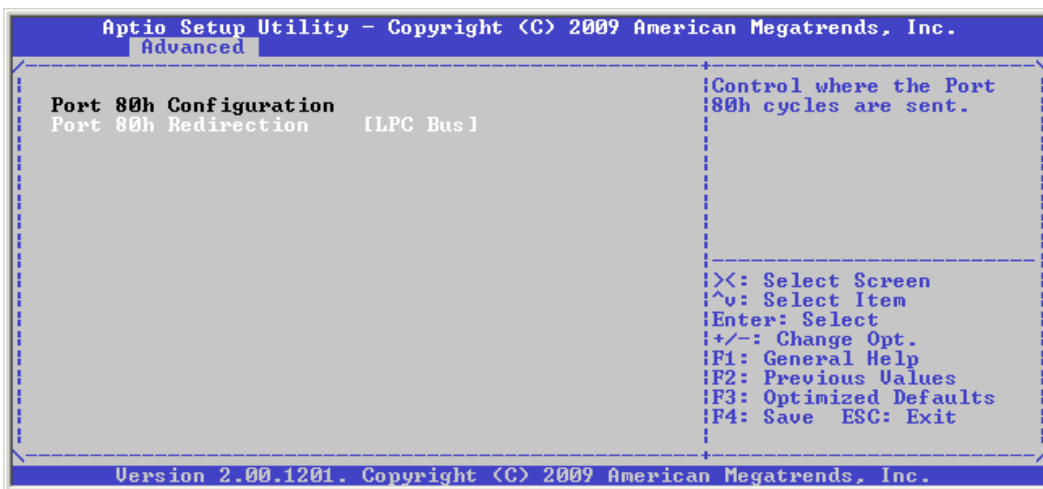 Aptio Setup Utility - Copyright (C) 2009 American Megatrends, Inc.
Advanced
Port 80h Configuration
Port 80h Redirection [LPC Bus]
Control where the Port
80h cycles are sent.
><: Select Screen
^v: Select Item
Enter: Select
+/-: Change Opt.
F1: General Help
F2: Previous Values
F3: Optimized Defaults
F4: Save ESC: Exit
Version 2.00.1201. Copyright (C) 2009 American Megatrends, Inc.